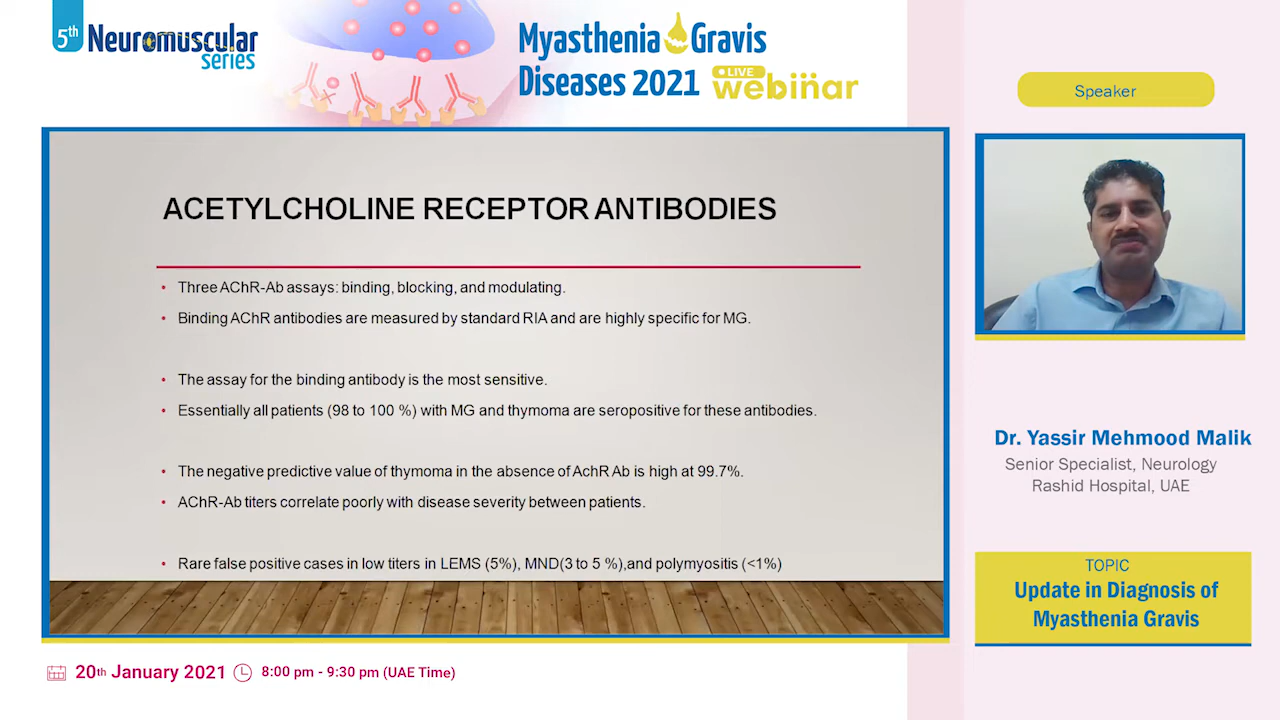 5th Neuromuscular
series
Myasthenia Gravis
Diseases 2021 LIVE webinar
Speaker
ACETYLCHOLINE RECEPTOR ANTIBODIES
• Three AChR-Ab assays: binding, blocking, and modulating.
• Binding AChR antibodies are measured by standard RIA and are highly specific for MG.
• The assay for the binding antibody is the most sensitive.
• Essentially all patients (98 to 100 %) with MG and thymoma are seropositive for these antibodies.
• The negative predictive value of thymoma in the absence of AchR Ab is high at 99.7%.
• AChR-Ab titers correlate poorly with disease severity between patients.
• Rare false positive cases in low titers in LEMS (5%), MND(3 to 5 %),and polymyositis (<1%)
Dr. Yassir Mehmood Malik
Senior Specialist, Neurology
Rashid Hospital, UAE
TOPIC
Update in Diagnosis of
Myasthenia Gravis
20th January 2021 8:00 pm - 9:30 pm (UAE Time)